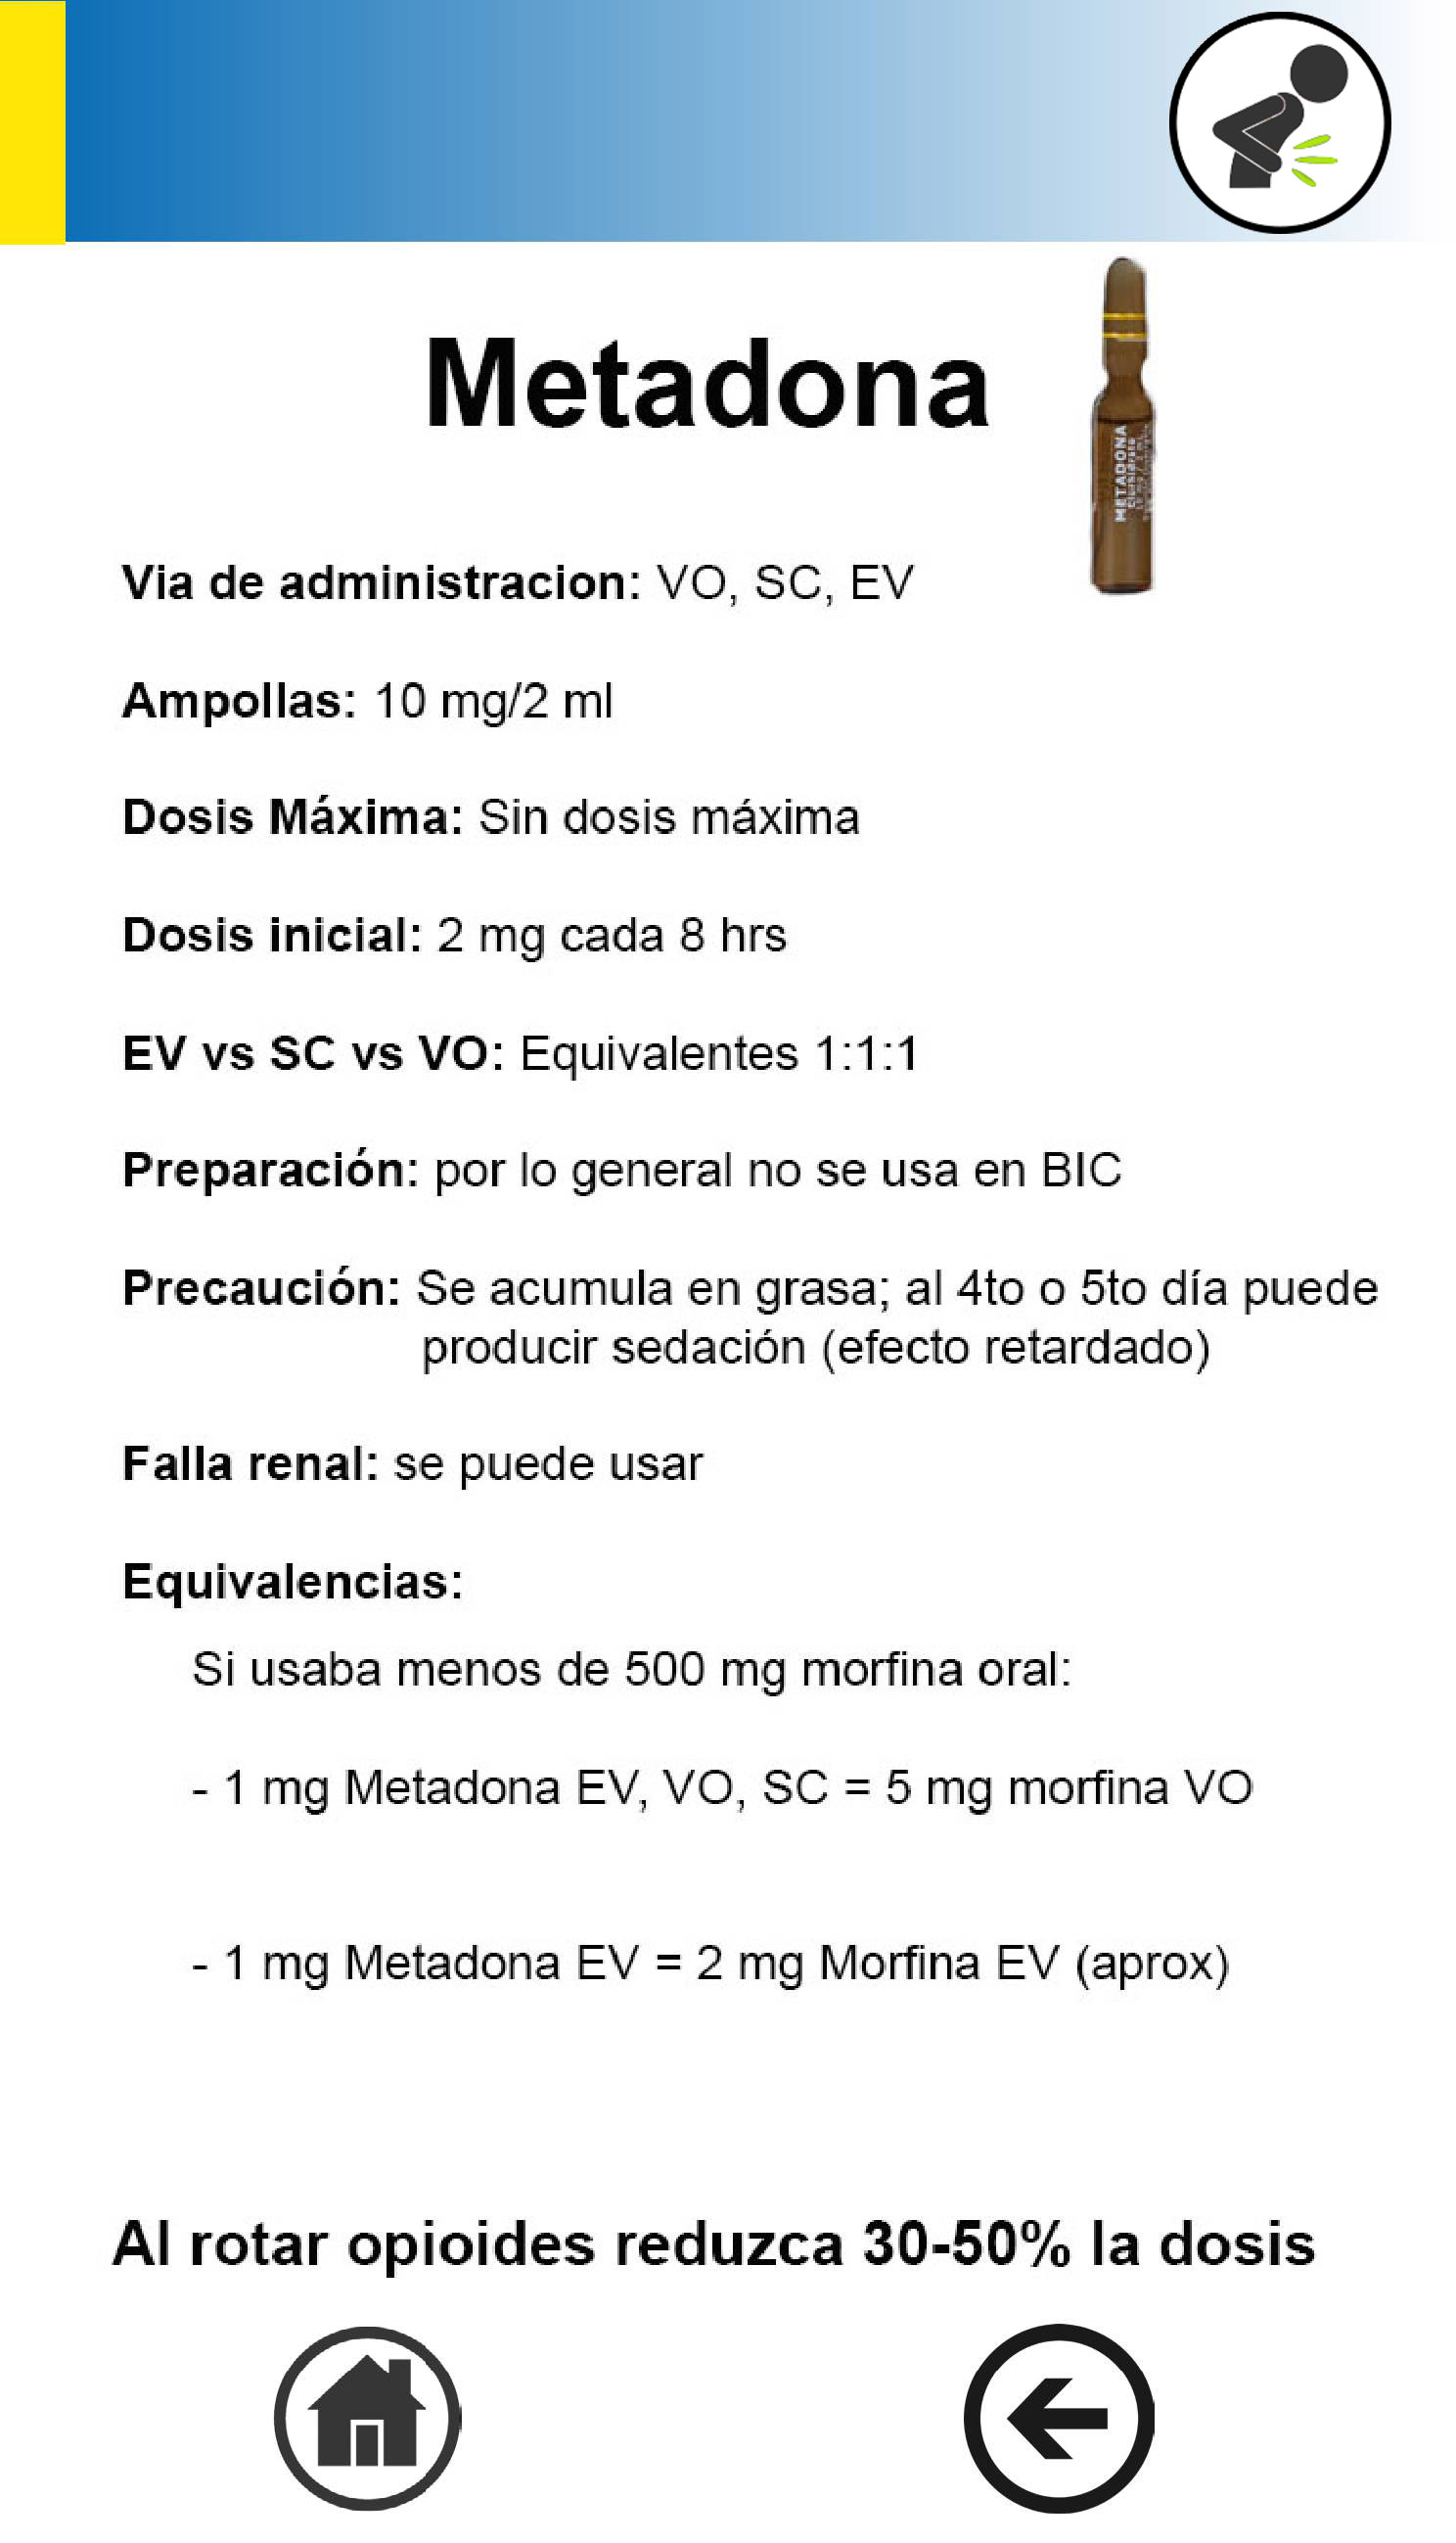 Metadona
METADONA
Via de administracion: VO, SC, EV
Ampollas: 10 mg/2 ml
Dosis Máxima: Sin dosis máxima
Dosis inicial: 2 mg cada 8 hrs
EV vs SC vs VO: Equivalentes 1:1:1
Preparación: por lo general no se usa en BIC
Precaución: Se acumula en grasa; al 4to o 5to día puede
producir sedación (efecto retardado)
Falla renal: se puede usar
Equivalencias:
Si usaba menos de 500 mg morfina oral:
- 1 mg Metadona EV, VO, SC = 5 mg morfina VO
- 1 mg Metadona EV = 2 mg Morfina EV (aprox)
Al rotar opioides reduzca 30-50% la dosis